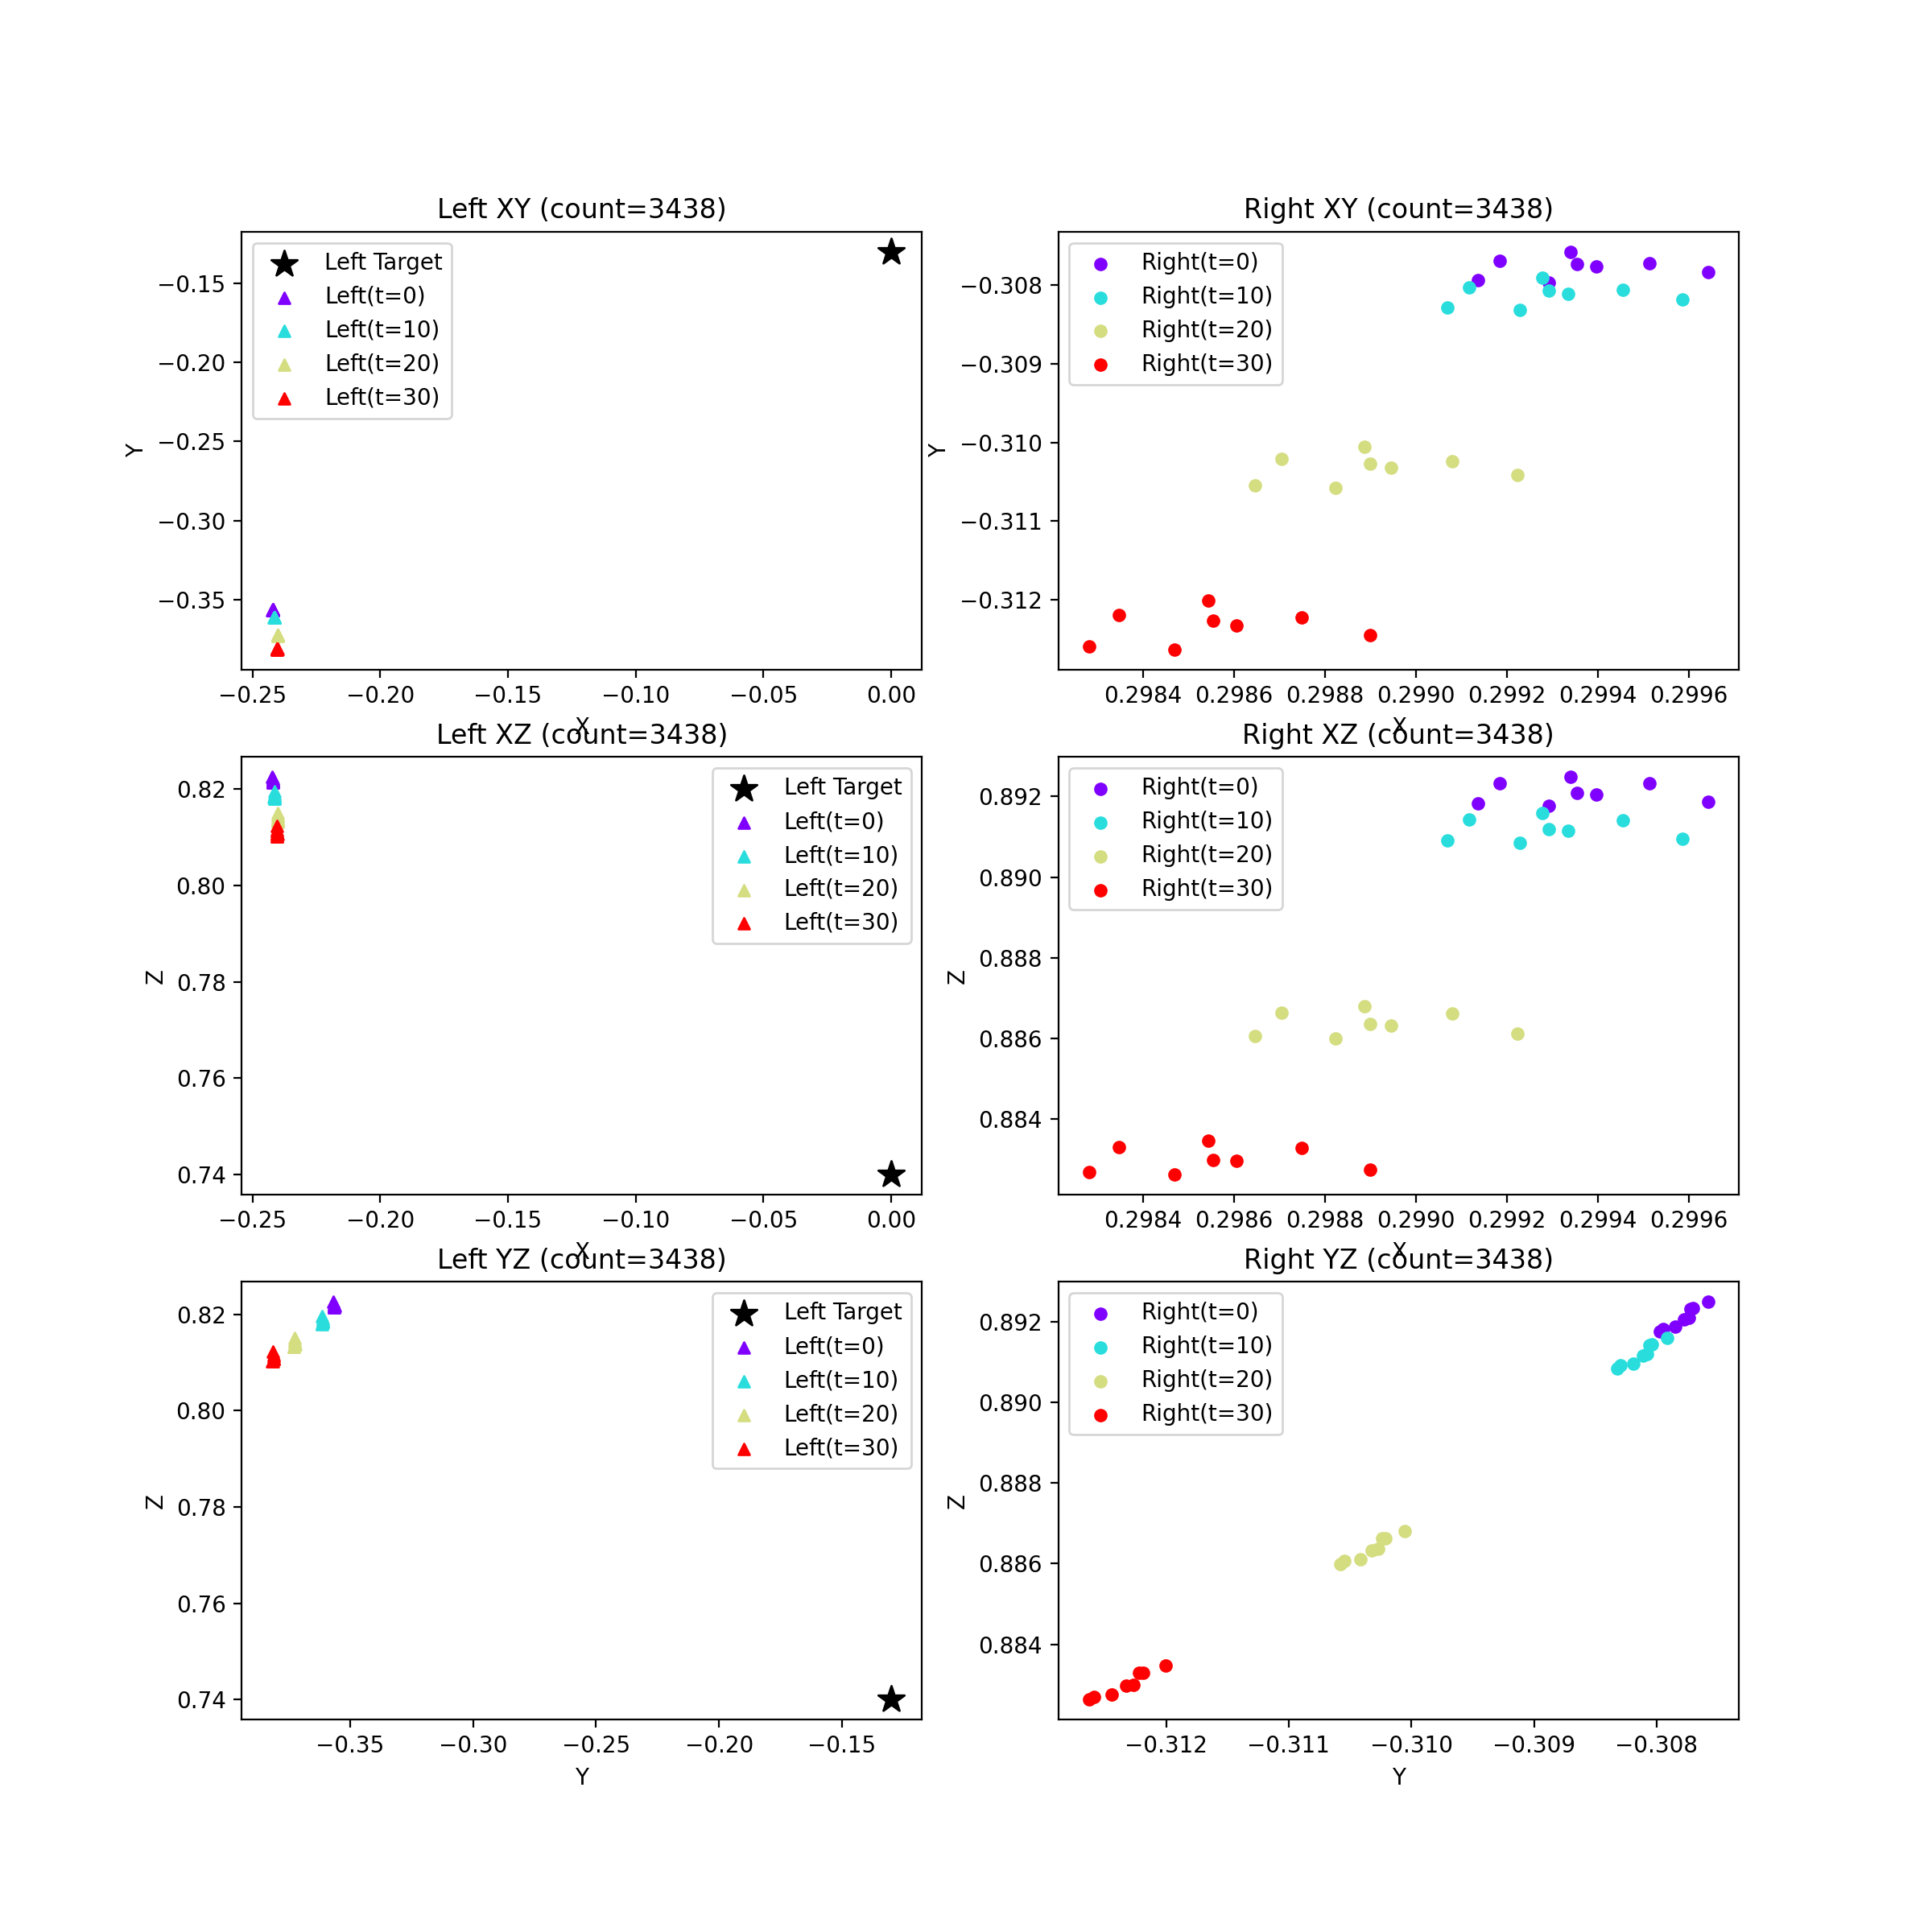 Left XY (count=3438)
Left Target
Left(t=0)
Left(t=10)
Left(t=20)
Left(t=30)
Y
−0.15
−0.20
−0.25
−0.30
−0.35
−0.25 −0.20 −0.15 −0.10 −0.05 0.00
X
Right XY (count=3438)
Right(t=0)
Right(t=10)
Right(t=20)
Right(t=30)
Y
−0.308
−0.309
−0.310
−0.311
−0.312
0.2984 0.2986 0.2988 0.2990 0.2992 0.2994 0.2996
X
Left XZ (count=3438)
Left Target
Left(t=0)
Left(t=10)
Left(t=20)
Left(t=30)
Z
0.82
0.80
0.78
0.76
0.74
−0.25 −0.20 −0.15 −0.10 −0.05 0.00
X
Right XZ (count=3438)
Right(t=0)
Right(t=10)
Right(t=20)
Right(t=30)
Z
0.892
0.890
0.888
0.886
0.884
0.2984 0.2986 0.2988 0.2990 0.2992 0.2994 0.2996
X
Left YZ (count=3438)
Left Target
Left(t=0)
Left(t=10)
Left(t=20)
Left(t=30)
Z
0.82
0.80
0.78
0.76
0.74
−0.35 −0.30 −0.25 −0.20 −0.15
Y
Right YZ (count=3438)
Right(t=0)
Right(t=10)
Right(t=20)
Right(t=30)
Z
0.892
0.890
0.888
0.886
0.884
−0.312 −0.311 −0.310 −0.309 −0.308
Y